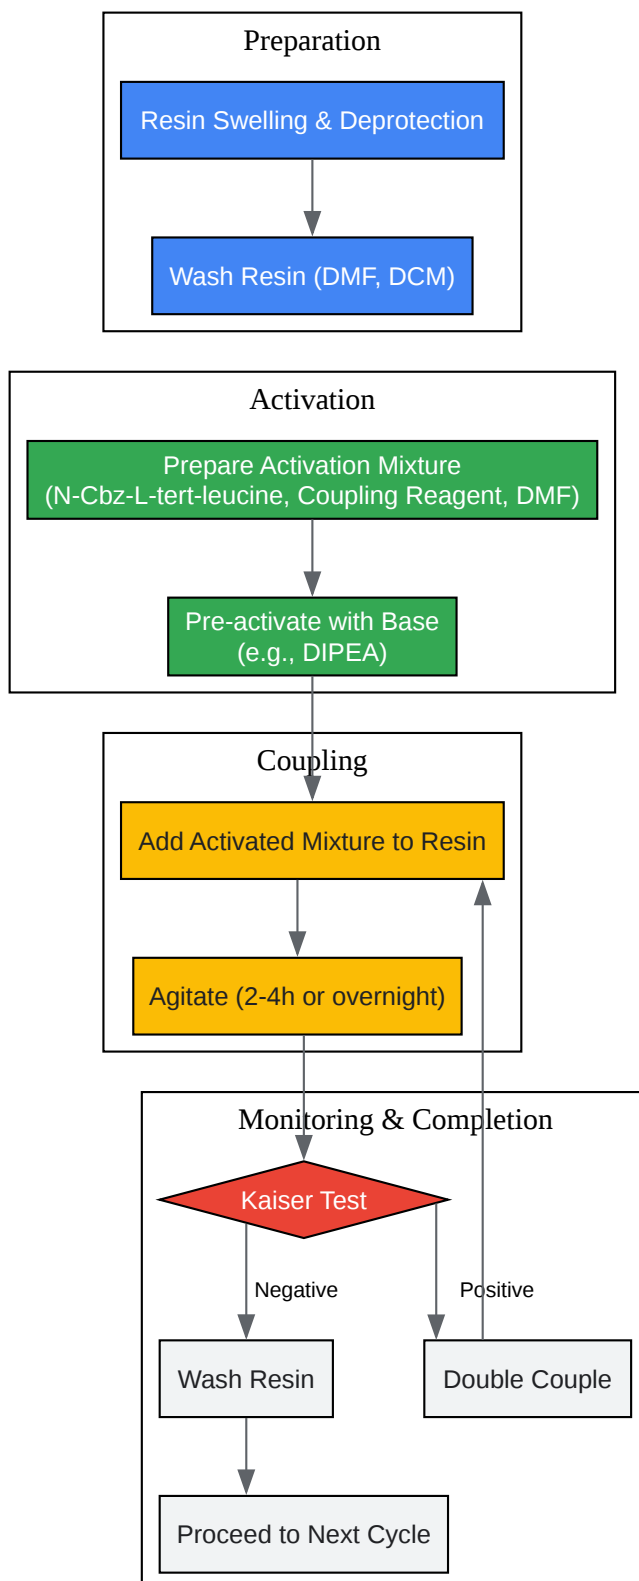 Preparation
Resin Swelling & Deprotection
Wash Resin (DMF, DCM)
Activation
Prepare Activation Mixture
(N-Cbz-L-tert-leucine, Coupling Reagent, DMF)
Pre-activate with Base
(e.g., DIPEA)
Coupling
Add Activated Mixture to Resin
Agitate (2-4h or overnight)
Monitoring & Completion
Kaiser Test
Negative
Positive
Wash Resin
Double Couple
Proceed to Next Cycle